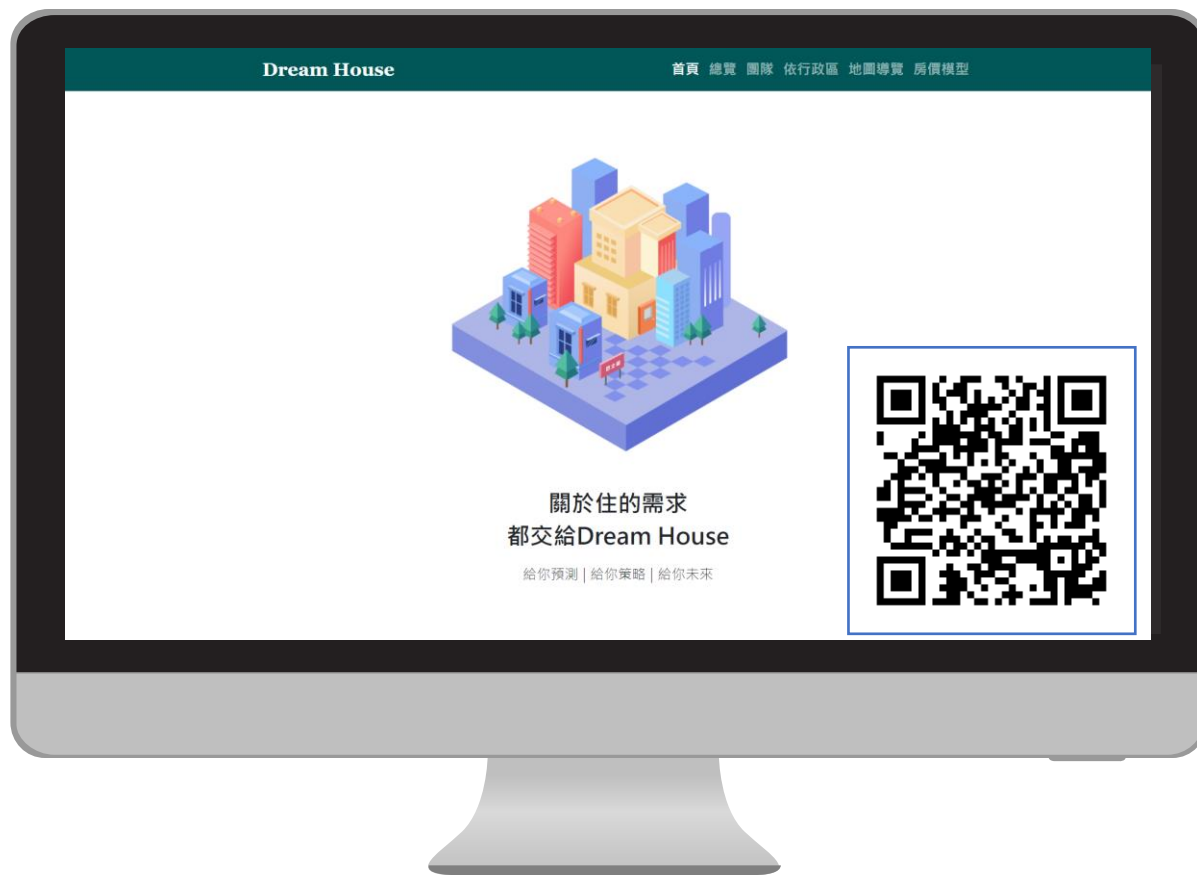 Dream House
首頁 總覽 團隊 依行政區 地圖導覽 房價模型
關於住的需求
都交給Dream House
給你預測 | 給你策略 | 給你未來